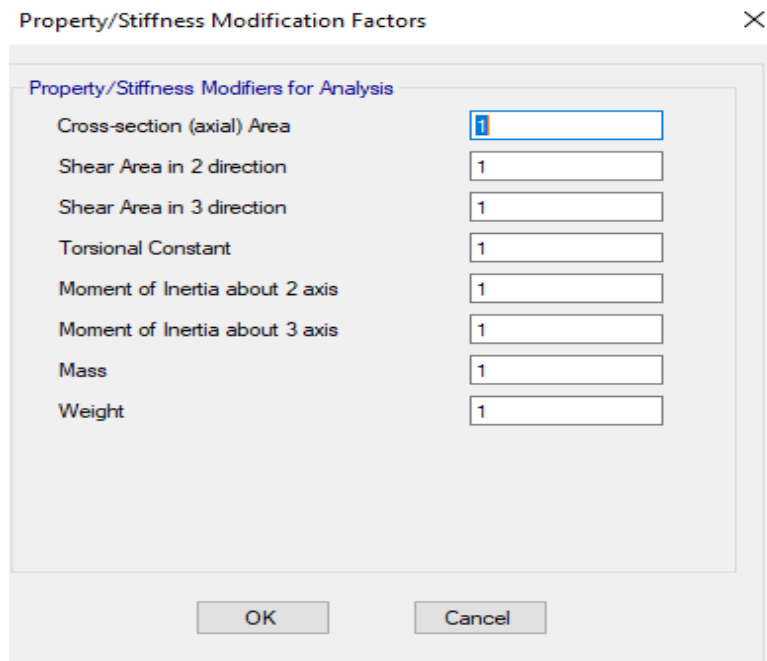 Property/Stiffness Modification Factors
Property/Stiffness Modifiers for Analysis
Cross-section (axial) Area 1
Shear Area in 2 direction 1
Shear Area in 3 direction 1
Torsional Constant 1
Moment of Inertia about 2 axis 1
Moment of Inertia about 3 axis 1
Mass 1
Weight 1
OK Cancel